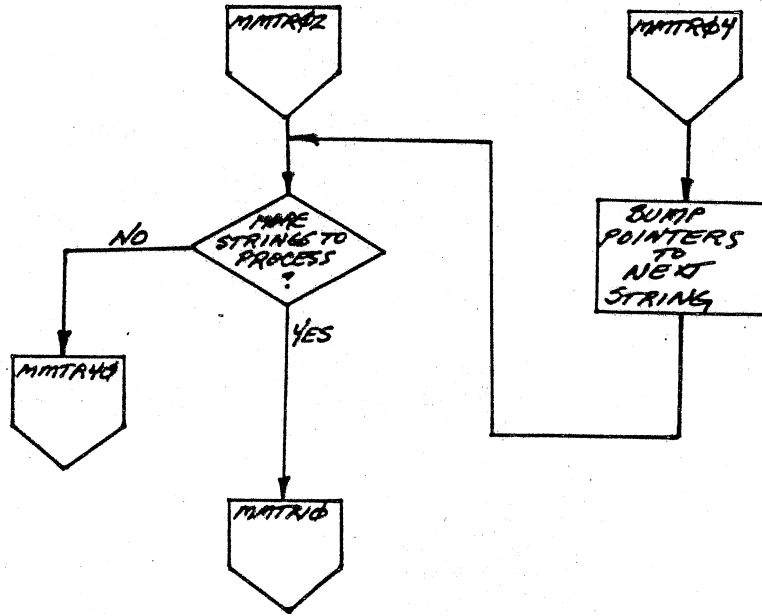 MMTRØ2
MMTRØ4
MORE
STRINGS TO
PROCESS
?
BUMP
POINTERS
TO
NEXT
STRING
NO
YES
MMTR4Ø
MMTR1Ø